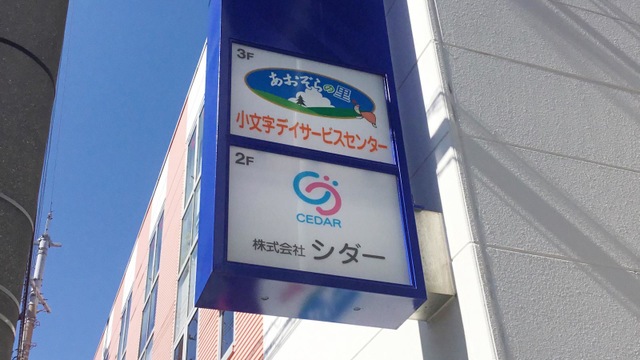 3F
あおぞらの里
小文字デイサービスセンター
2F
CEDAR
株式会社 シダー